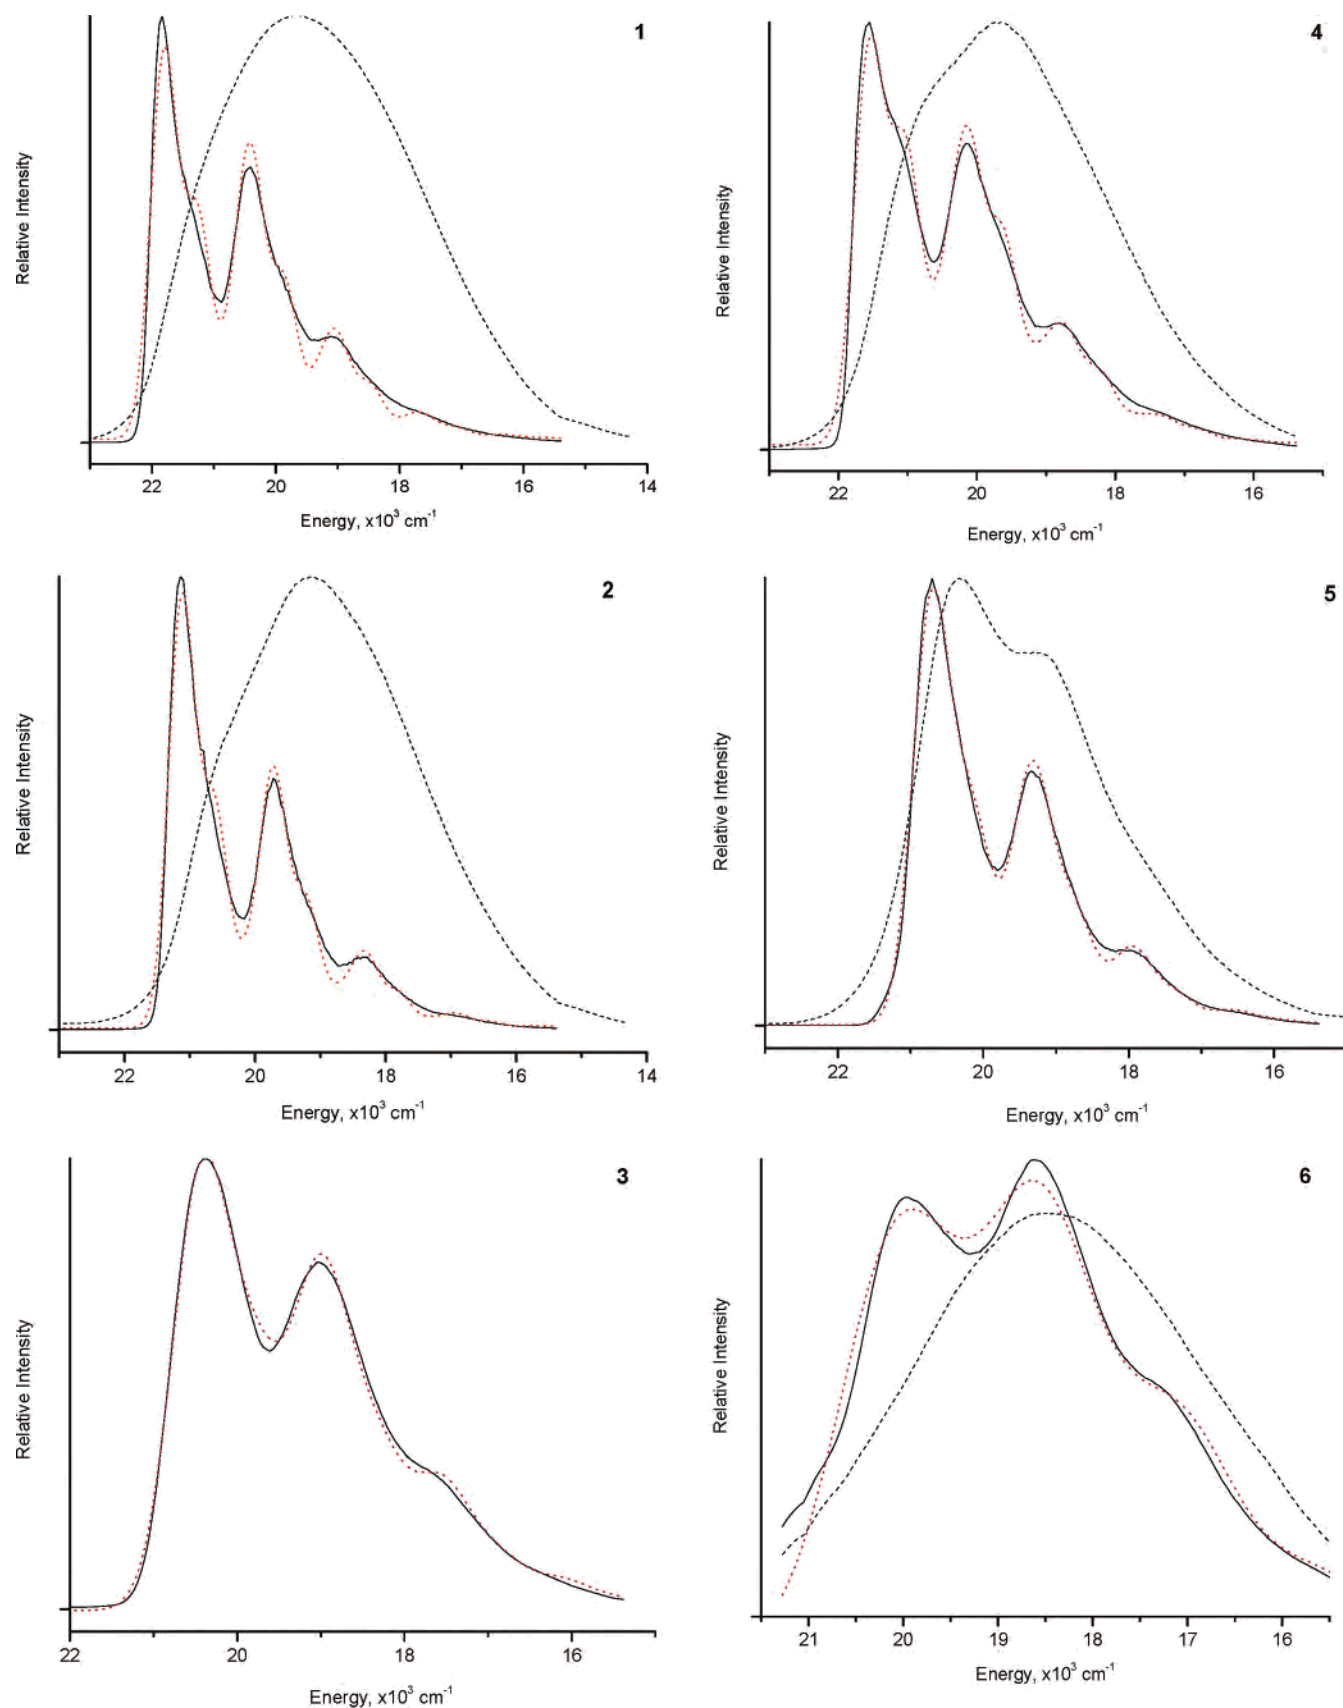 1
Relative Intensity
22 20 18 16 14
Energy, x10³ cm⁻¹
4
Relative Intensity
22 20 18 16
Energy, x10³ cm⁻¹
2
Relative Intensity
22 20 18 16 14
Energy, x10³ cm⁻¹
5
Relative Intensity
22 20 18 16
Energy, x10³ cm⁻¹
3
Relative Intensity
22 20 19 18 16
Energy, x10³ cm⁻¹
6
Relative Intensity
21 20 19 18 17 16
Energy, x10³ cm⁻¹